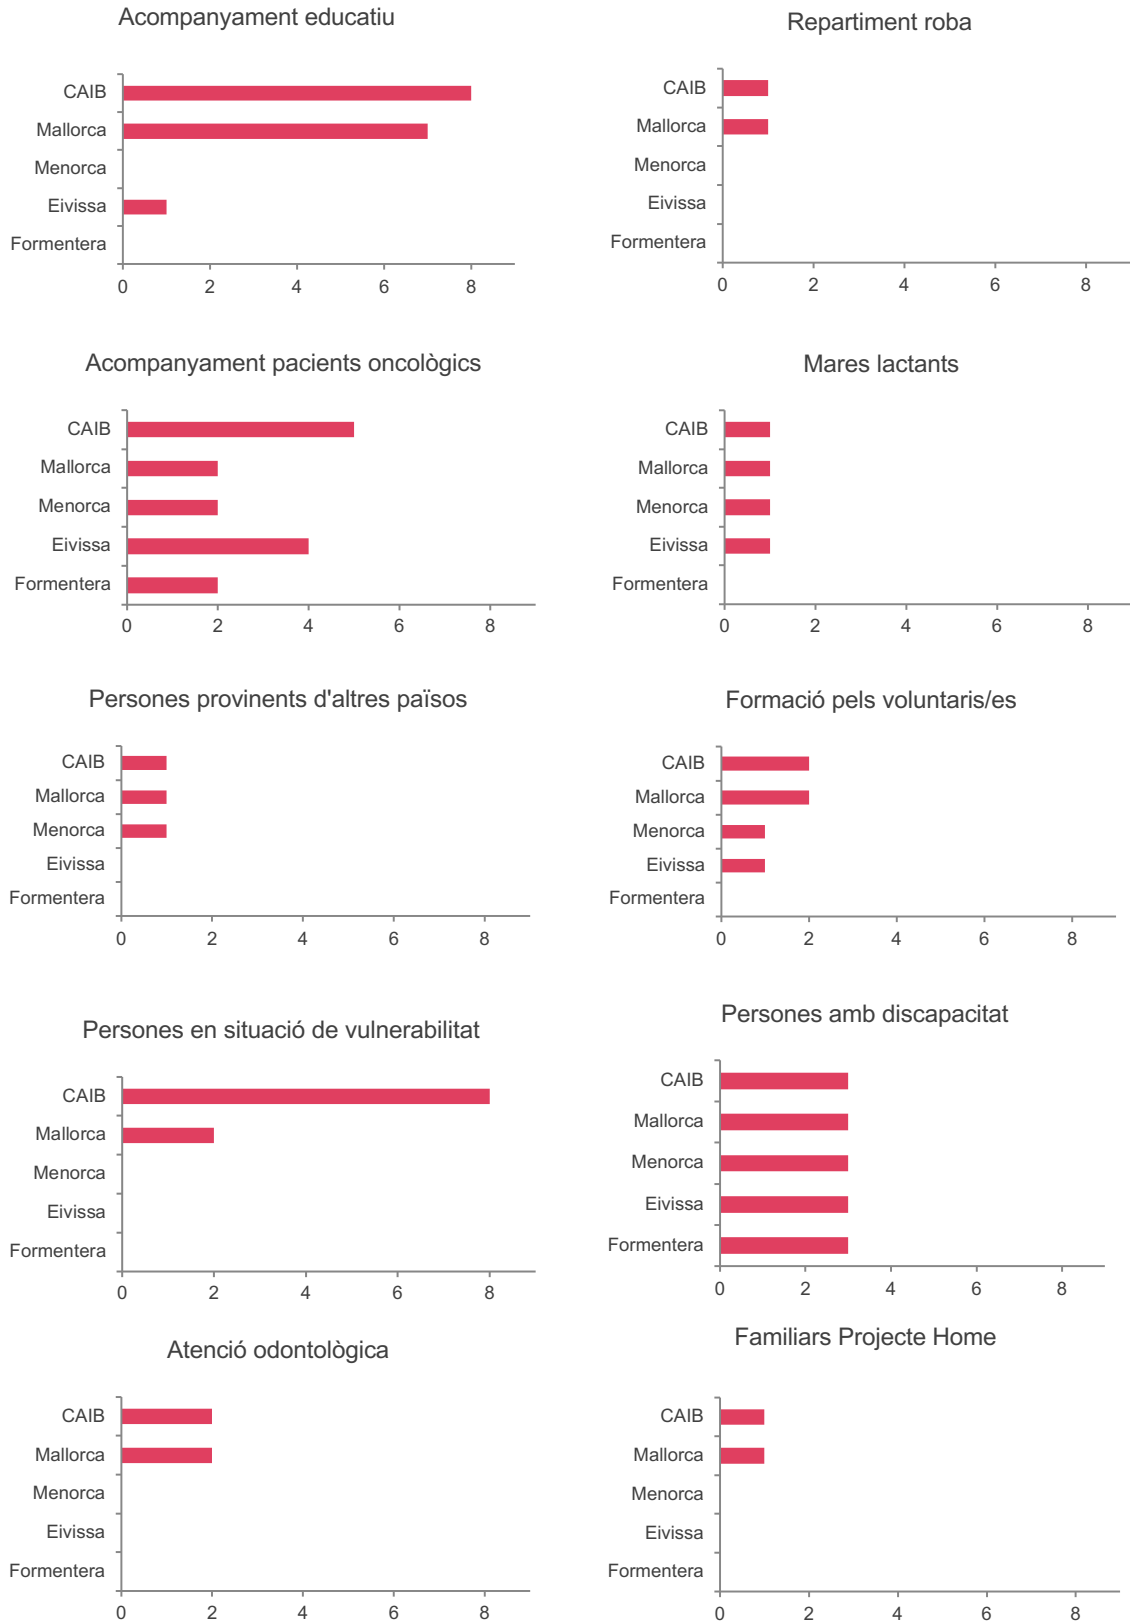 Acompanyament educatiu
CAIB
Mallorca
Menorca
Eivissa
Formentera
0 2 4 6 8
Repartiment roba
CAIB
Mallorca
Menorca
Eivissa
Formentera
0 2 4 6 8
Acompanyament pacients oncològics
CAIB
Mallorca
Menorca
Eivissa
Formentera
0 2 4 6 8
Mares lactants
CAIB
Mallorca
Menorca
Eivissa
Formentera
0 2 4 6 8
Persones provinents d'altres països
CAIB
Mallorca
Menorca
Eivissa
Formentera
0 2 4 6 8
Formació pels voluntaris/es
CAIB
Mallorca
Menorca
Eivissa
Formentera
0 2 4 6 8
Persones en situació de vulnerabilitat
CAIB
Mallorca
Menorca
Eivissa
Formentera
0 2 4 6 8
Persones amb discapacitat
CAIB
Mallorca
Menorca
Eivissa
Formentera
0 2 4 6 8
Atenció odontològica
CAIB
Mallorca
Menorca
Eivissa
Formentera
0 2 4 6 8
Familiars Projecte Home
CAIB
Mallorca
Menorca
Eivissa
Formentera
0 2 4 6 8